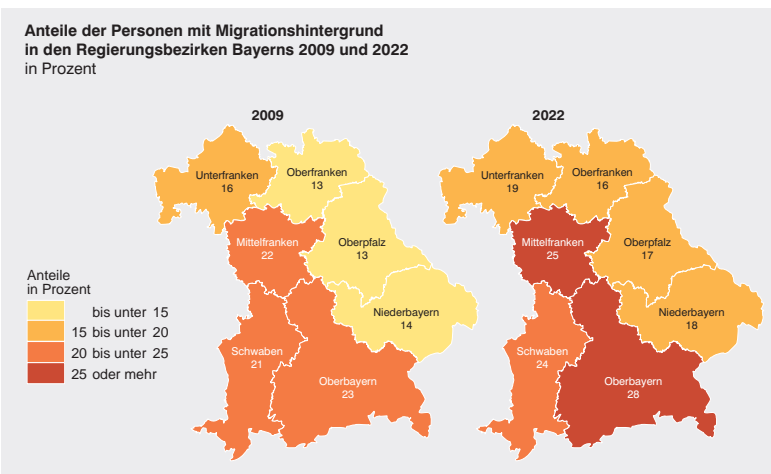 Anteile der Personen mit Migrationshintergrund
in den Regierungsbezirken Bayerns 2009 und 2022
in Prozent
2009
Unterfranken
16
Oberfranken
13
Mittelfranken
22
Oberpfalz
13
Niederbayern
14
Schwaben
21
Oberbayern
23
2022
Unterfranken
19
Oberfranken
16
Mittelfranken
25
Oberpfalz
17
Niederbayern
18
Schwaben
24
Oberbayern
28
Anteile
in Prozent
bis unter 15
15 bis unter 20
20 bis unter 25
25 oder mehr